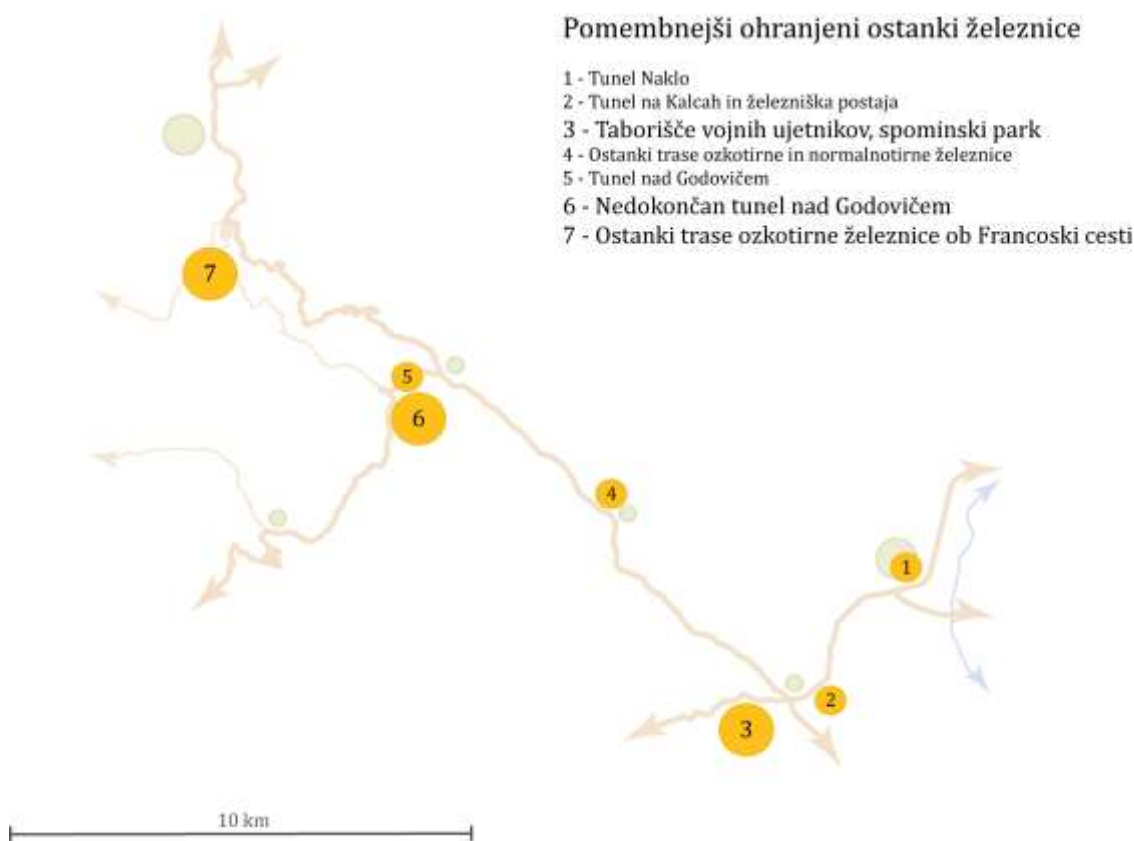 Pomembnejši ohranjeni ostanki železnice
1 - Tunel Naklo
2 - Tunel na Kalcah in železniška postaja
3 - Taborišče vojnih ujetnikov, spominski park
4 - Ostanki trase ozkotirne in normalnotirne železnice
5 - Tunel nad Godovičem
6 - Nedokončan tunel nad Godovičem
7 - Ostanki trase ozkotirne železnice ob Francoski cesti
7
5
6
4
1
2
3
10 km